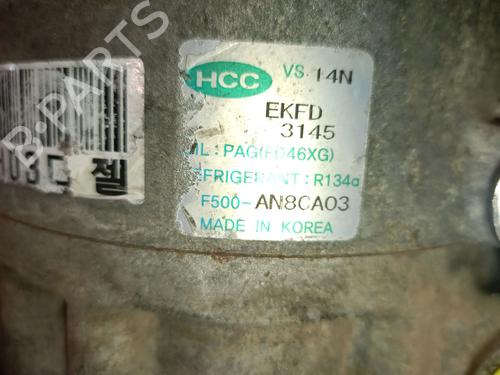 HCC VS 14N
EKFD
3145
IL: PAG(FD46XG)
EFRIGERANT: R134a
F500-AN8CA03
MADE IN KOREA
젤
B-PARTS